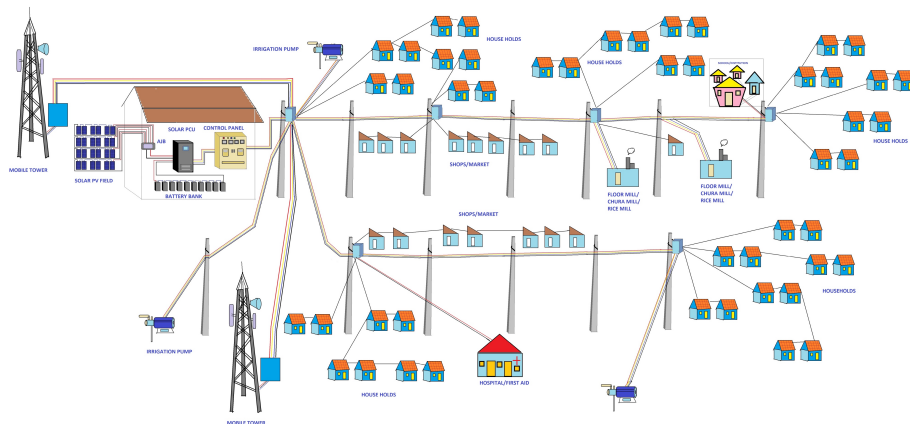 IRRIGATION PUMP
HOUSE HOLDS
HOUSE HOLDS
MOBILE TOWER
SOLAR PCU
CONTROL PANEL
AJB
SOLAR PV FIELD
BATTERY BANK
SHOPS/MARKET
FLOOR MILL/
CHURA MILL/
RICE MILL
FLOOR MILL/
CHURA MILL/
RICE MILL
HOUSE HOLDS
SHOPS/MARKET
IRRIGATION PUMP
HOUSEHOLDS
HOSPITAL/FIRST AID
HOUSE HOLDS
MOBILE TOWER